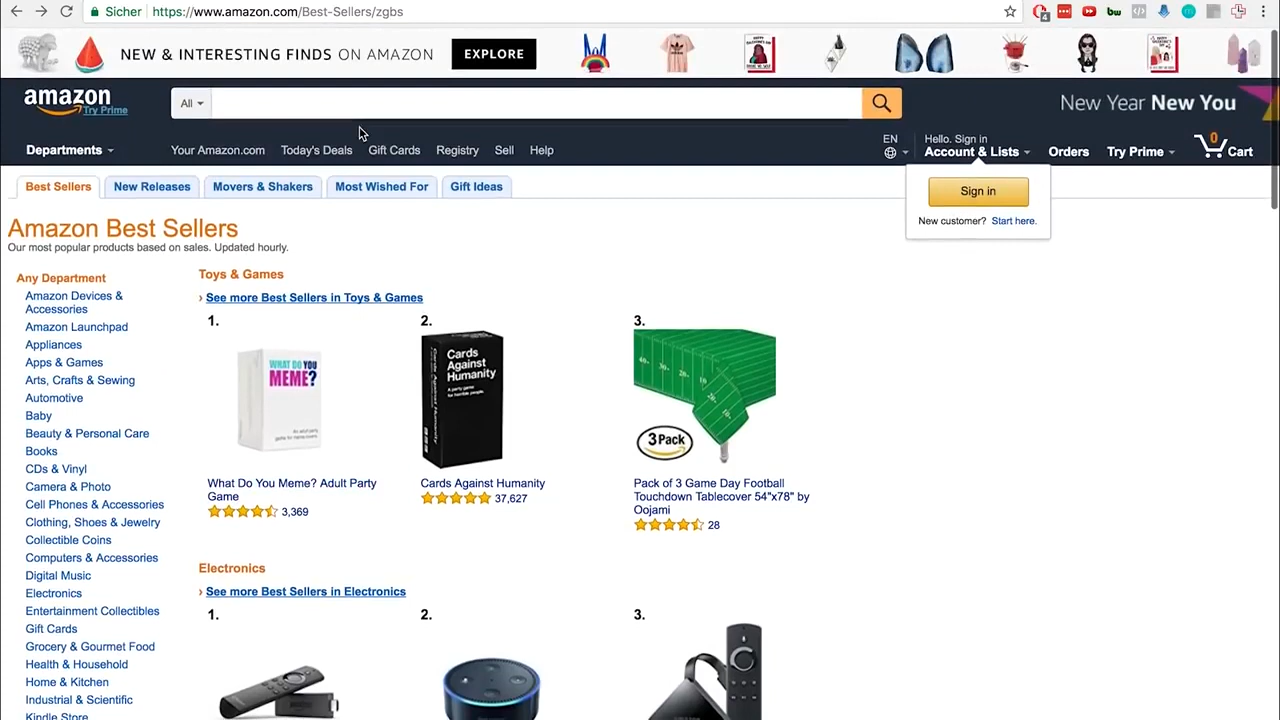 Sicher https://www.amazon.com/Best-Sellers/zgbs
NEW & INTERESTING FINDS ON AMAZON EXPLORE
amazon
Try Prime
All
New Year New You
Departments
Your Amazon.com Today's Deals Gift Cards Registry Sell Help
EN
Hello. Sign in
Account & Lists
Orders
Try Prime
0
Cart
Sign in
New customer? Start here.
Best Sellers New Releases Movers & Shakers Most Wished For Gift Ideas
Amazon Best Sellers
Our most popular products based on sales. Updated hourly.
Any Department
Amazon Devices &
Accessories
Amazon Launchpad
Appliances
Apps & Games
Arts, Crafts & Sewing
Automotive
Baby
Beauty & Personal Care
Books
CDs & Vinyl
Camera & Photo
Cell Phones & Accessories
Clothing, Shoes & Jewelry
Collectible Coins
Computers & Accessories
Digital Music
Electronics
Entertainment Collectibles
Gift Cards
Grocery & Gourmet Food
Health & Household
Home & Kitchen
Industrial & Scientific
Kindle Store
Toys & Games
› See more Best Sellers in Toys & Games
1.
WHAT DO YOU
MEME?
What Do You Meme? Adult Party
Game
3,369
2.
Cards
Against
Humanity
A party game
for horrible people.
Cards Against Humanity
37,627
3.
3 Pack
Pack of 3 Game Day Football
Touchdown Tablecover 54"x78" by
Oojami
28
Electronics
› See more Best Sellers in Electronics
1.
2.
3.